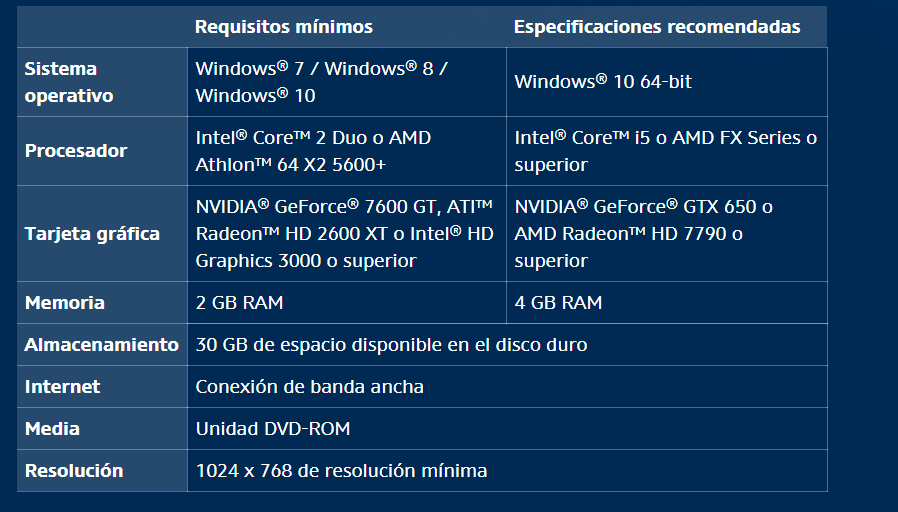 Requisitos mínimos Especificaciones recomendadas
Sistema operativo
Windows® 7 / Windows® 8 / Windows® 10
Windows® 10 64-bit
Procesador
Intel® Core™ 2 Duo o AMD Athlon™ 64 X2 5600+
Intel® Core™ i5 o AMD FX Series o superior
Tarjeta gráfica
NVIDIA® GeForce® 7600 GT, ATI™ Radeon™ HD 2600 XT o Intel® HD Graphics 3000 o superior
NVIDIA® GeForce® GTX 650 o AMD Radeon™ HD 7790 o superior
Memoria
2 GB RAM
4 GB RAM
Almacenamiento
30 GB de espacio disponible en el disco duro
Internet
Conexión de banda ancha
Media
Unidad DVD-ROM
Resolución
1024 x 768 de resolución mínima